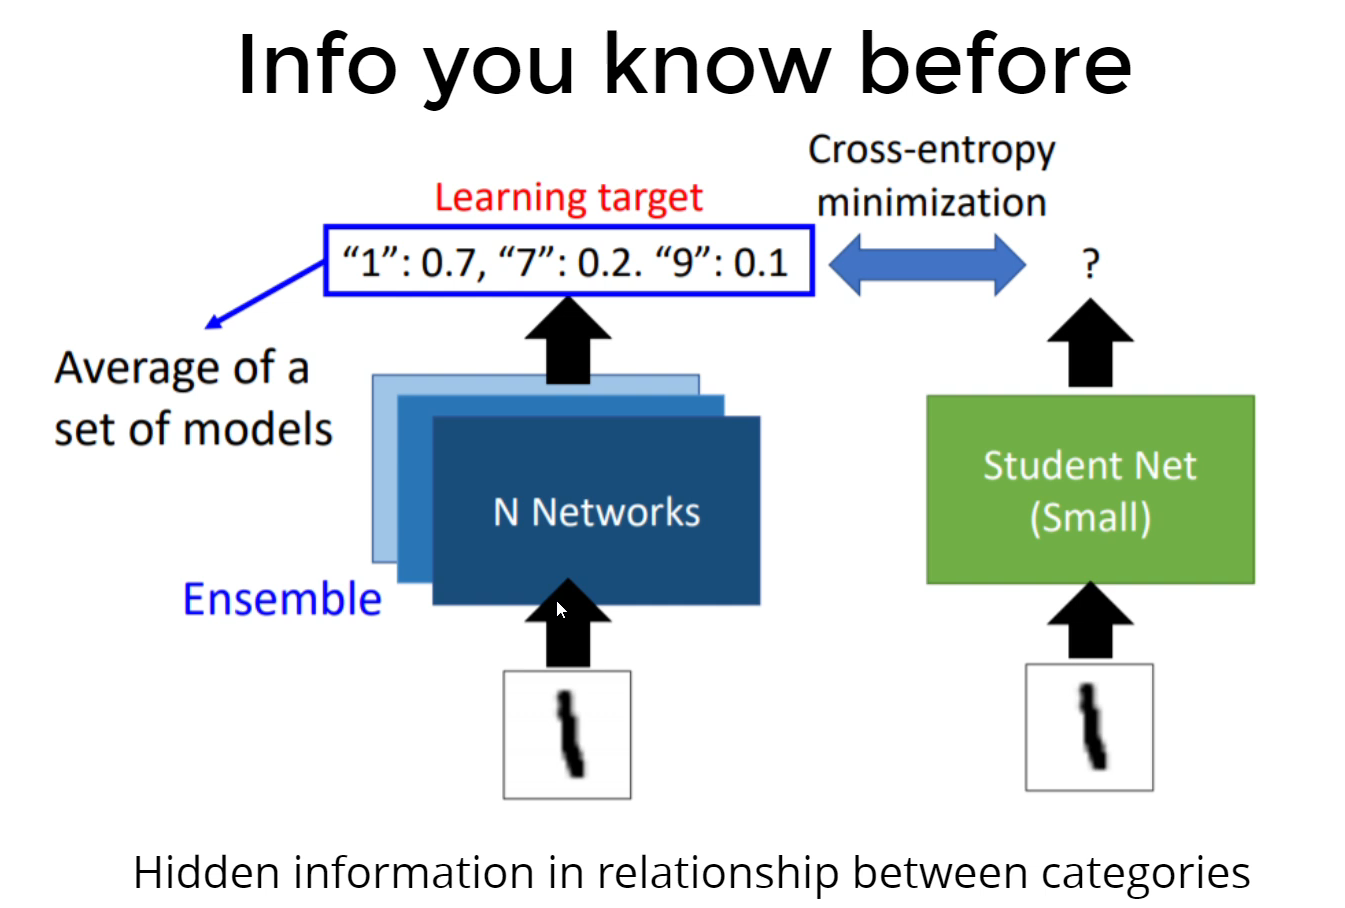 Info you know before
Cross-entropy
minimization
Learning target
“1”: 0.7, “7”: 0.2. “9”: 0.1
?
Average of a
set of models
N Networks
Student Net
(Small)
Ensemble
Hidden information in relationship between categories